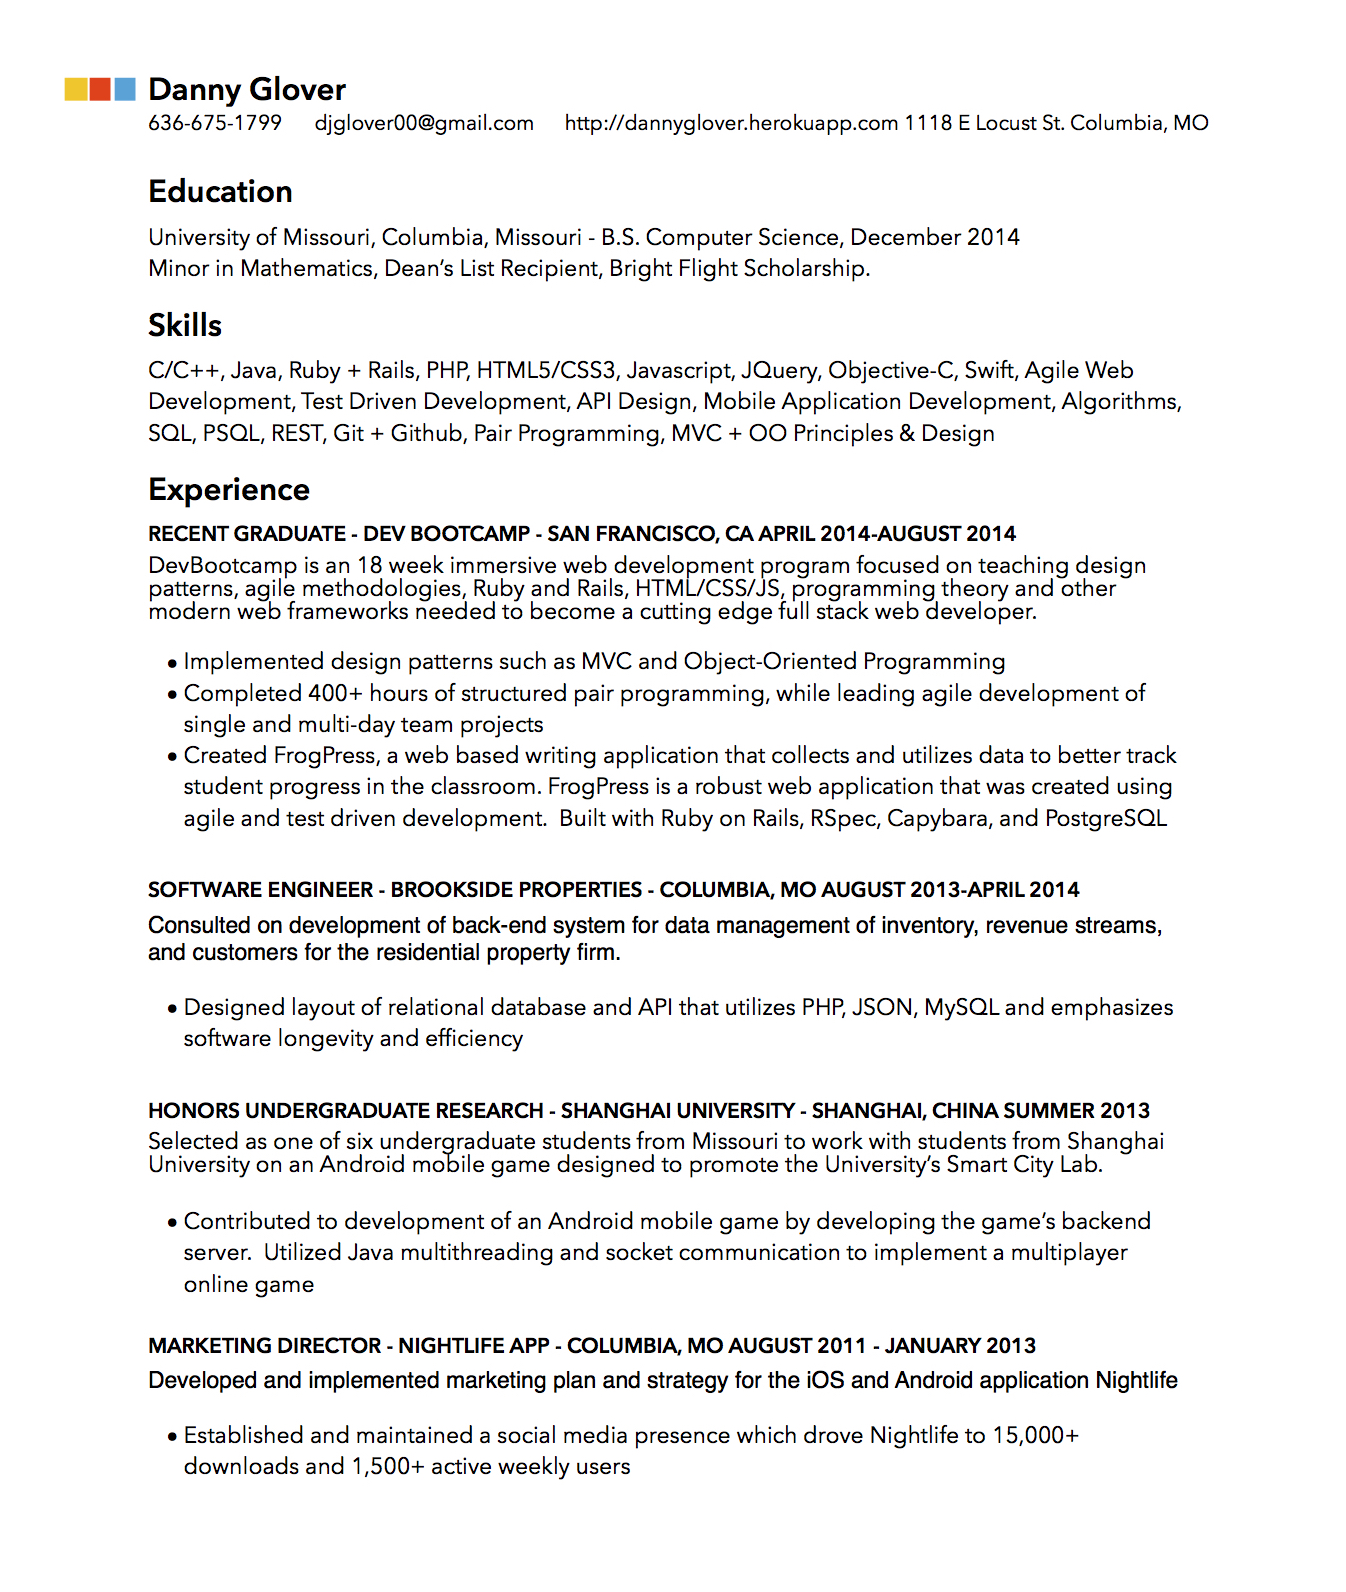 Danny Glover
636-675-1799 djglover00@gmail.com http://dannyglover.herokuapp.com 1118 E Locust St. Columbia, MO
Education
University of Missouri, Columbia, Missouri - B.S. Computer Science, December 2014
Minor in Mathematics, Dean’s List Recipient, Bright Flight Scholarship.
Skills
C/C++, Java, Ruby + Rails, PHP, HTML5/CSS3, Javascript, JQuery, Objective-C, Swift, Agile Web
Development, Test Driven Development, API Design, Mobile Application Development, Algorithms,
SQL, PSQL, REST, Git + Github, Pair Programming, MVC + OO Principles & Design
Experience
RECENT GRADUATE - DEV BOOTCAMP - SAN FRANCISCO, CA APRIL 2014-AUGUST 2014
DevBootcamp is an 18 week immersive web development program focused on teaching design
patterns, agile methodologies, Ruby and Rails, HTML/CSS/JS, programming theory and other
modern web frameworks needed to become a cutting edge full stack web developer.
• Implemented design patterns such as MVC and Object-Oriented Programming
• Completed 400+ hours of structured pair programming, while leading agile development of
single and multi-day team projects
• Created FrogPress, a web based writing application that collects and utilizes data to better track
student progress in the classroom. FrogPress is a robust web application that was created using
agile and test driven development.  Built with Ruby on Rails, RSpec, Capybara, and PostgreSQL
SOFTWARE ENGINEER - BROOKSIDE PROPERTIES - COLUMBIA, MO AUGUST 2013-APRIL 2014
Consulted on development of back-end system for data management of inventory, revenue streams,
and customers for the residential property firm.
• Designed layout of relational database and API that utilizes PHP, JSON, MySQL and emphasizes
software longevity and efficiency
HONORS UNDERGRADUATE RESEARCH - SHANGHAI UNIVERSITY - SHANGHAI, CHINA SUMMER 2013
Selected as one of six undergraduate students from Missouri to work with students from Shanghai
University on an Android mobile game designed to promote the University’s Smart City Lab.
• Contributed to development of an Android mobile game by developing the game’s backend
server.  Utilized Java multithreading and socket communication to implement a multiplayer
online game
MARKETING DIRECTOR - NIGHTLIFE APP - COLUMBIA, MO AUGUST 2011 - JANUARY 2013
Developed and implemented marketing plan and strategy for the iOS and Android application Nightlife
• Established and maintained a social media presence which drove Nightlife to 15,000+
downloads and 1,500+ active weekly users